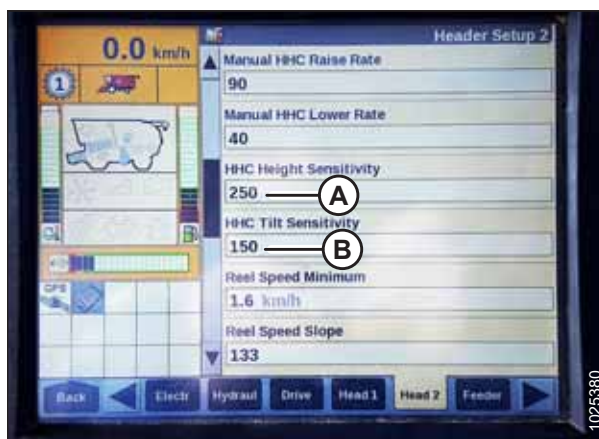 0.0 km/h
Header Setup 2
Manual HHC Raise Rate
90
1
Manual HHC Lower Rate
40
HHC Height Sensitivity
250
A
HHC Tilt Sensitivity
150
B
Reel Speed Minimum
GPS
1.6 km/h
Reel Speed Slope
133
Back
Electr
Hydraul
Drive
Head 1
Head 2
Feeder
1025380